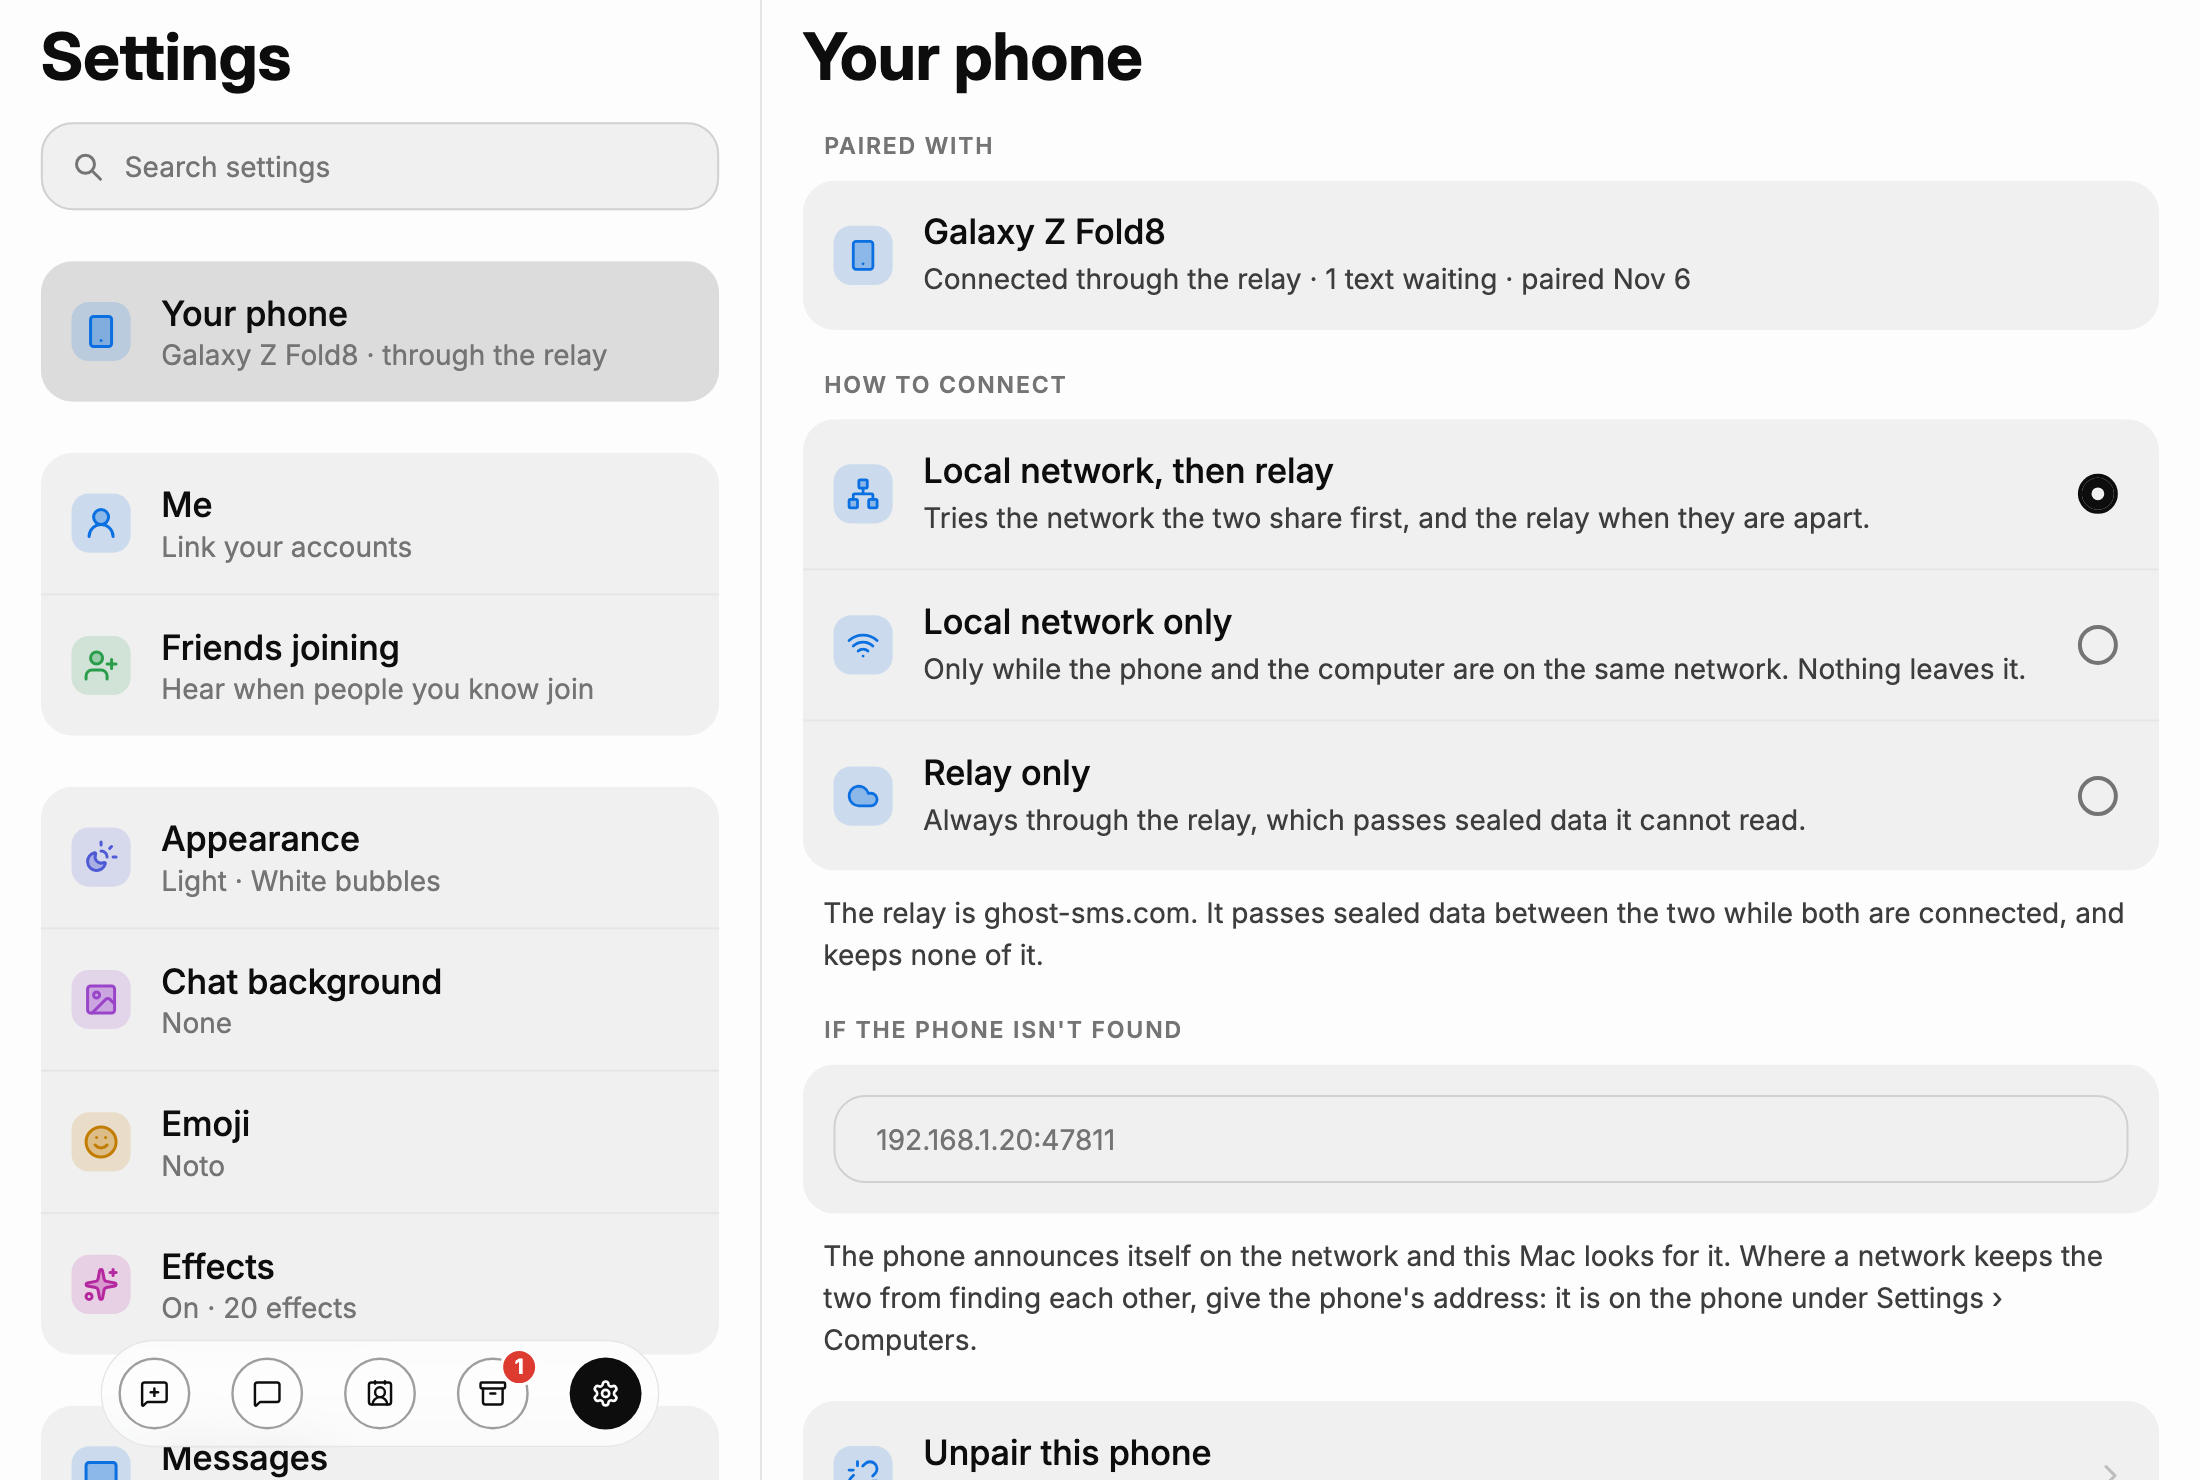 Settings
Search settings
Your phone
Galaxy Z Fold8 · through the relay
Me
Link your accounts
Friends joining
Hear when people you know join
Appearance
Light · White bubbles
Chat background
None
Emoji
Noto
Effects
On · 20 effects
1
Messages
Your phone
PAIRED WITH
Galaxy Z Fold8
Connected through the relay · 1 text waiting · paired Nov 6
HOW TO CONNECT
Local network, then relay
Tries the network the two share first, and the relay when they are apart.
Local network only
Only while the phone and the computer are on the same network. Nothing leaves it.
Relay only
Always through the relay, which passes sealed data it cannot read.
The relay is ghost-sms.com. It passes sealed data between the two while both are connected, and
keeps none of it.
IF THE PHONE ISN'T FOUND
192.168.1.20:47811
The phone announces itself on the network and this Mac looks for it. Where a network keeps the
two from finding each other, give the phone's address: it is on the phone under Settings ›
Computers.
Unpair this phone